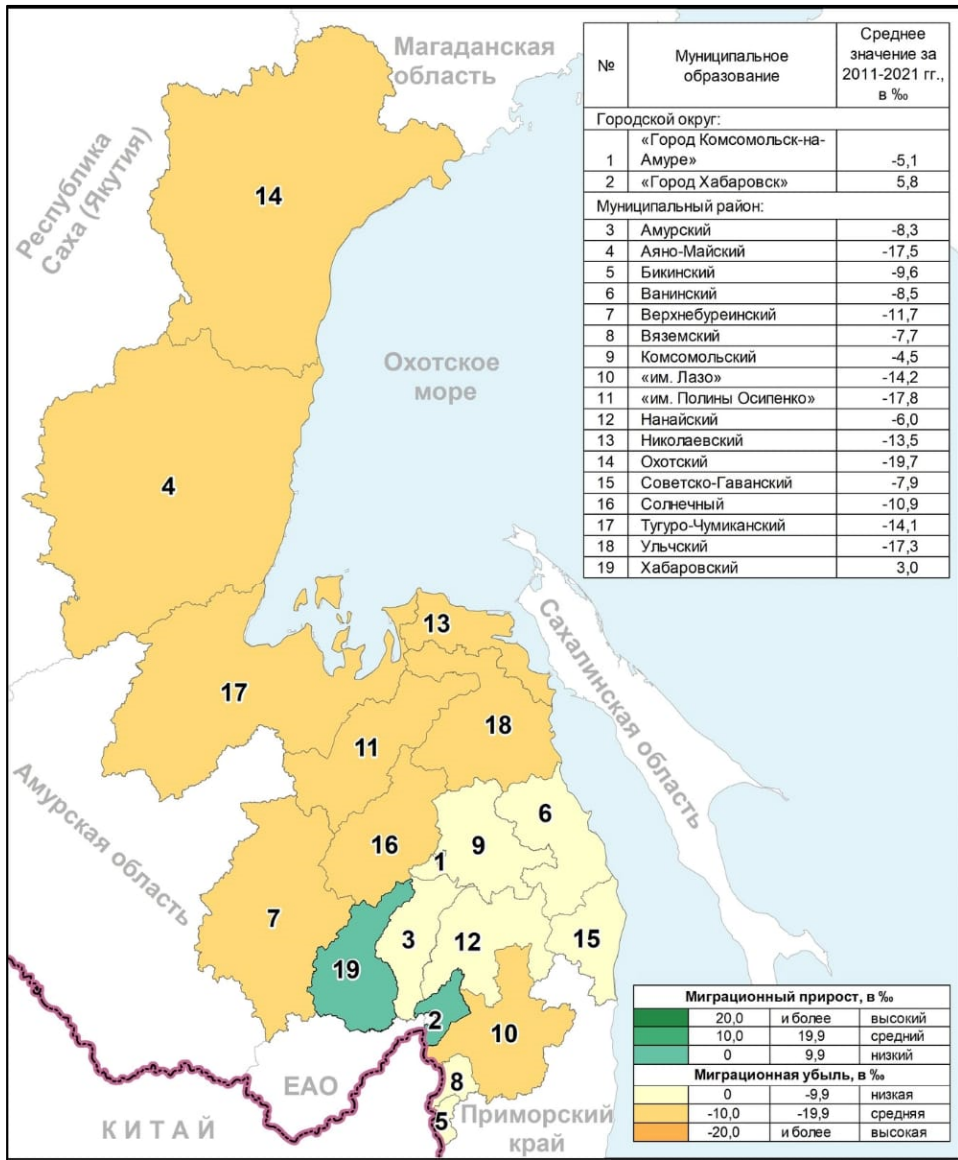 Магаданская
область
Республика
Саха (Якутия)
14
Охотское
море
4
13
17
18
11
Сахалинская область
Амурская область
6
16
9
1
7
3
12
15
19
2
10
8
5
ЕАО
КИТАЙ
Приморский
край
№ Муниципальное образование Среднее значение за 2011-2021 гг., в ‰
Городской округ:
1 «Город Комсомольск-на-Амуре» -5,1
2 «Город Хабаровск» 5,8
Муниципальный район:
3 Амурский -8,3
4 Аяно-Майский -17,5
5 Бикинский -9,6
6 Ванинский -8,5
7 Верхнебуреинский -11,7
8 Вяземский -7,7
9 Комсомольский -4,5
10 «им. Лазо» -14,2
11 «им. Полины Осипенко» -17,8
12 Нанайский -6,0
13 Николаевский -13,5
14 Охотский -19,7
15 Советско-Гаванский -7,9
16 Солнечный -10,9
17 Тугуро-Чумиканский -14,1
18 Ульчский -17,3
19 Хабаровский 3,0
Миграционный прирост, в ‰
20,0 и более высокий
10,0 19,9 средний
0 9,9 низкий
Миграционная убыль, в ‰
0 -9,9 низкая
-10,0 -19,9 средняя
-20,0 и более высокая